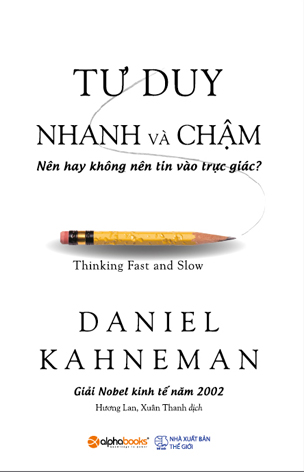 TƯ DUY
NHANH VÀ CHẬM
Nên hay không nên tin vào trực giác?
Thinking Fast and Slow
DANIEL
KAHNEMAN
Giải Nobel kinh tế năm 2002
Hương Lan, Xuân Thanh dịch
alphabooks
NHÀ XUẤT BẢN
THẾ GIỚI